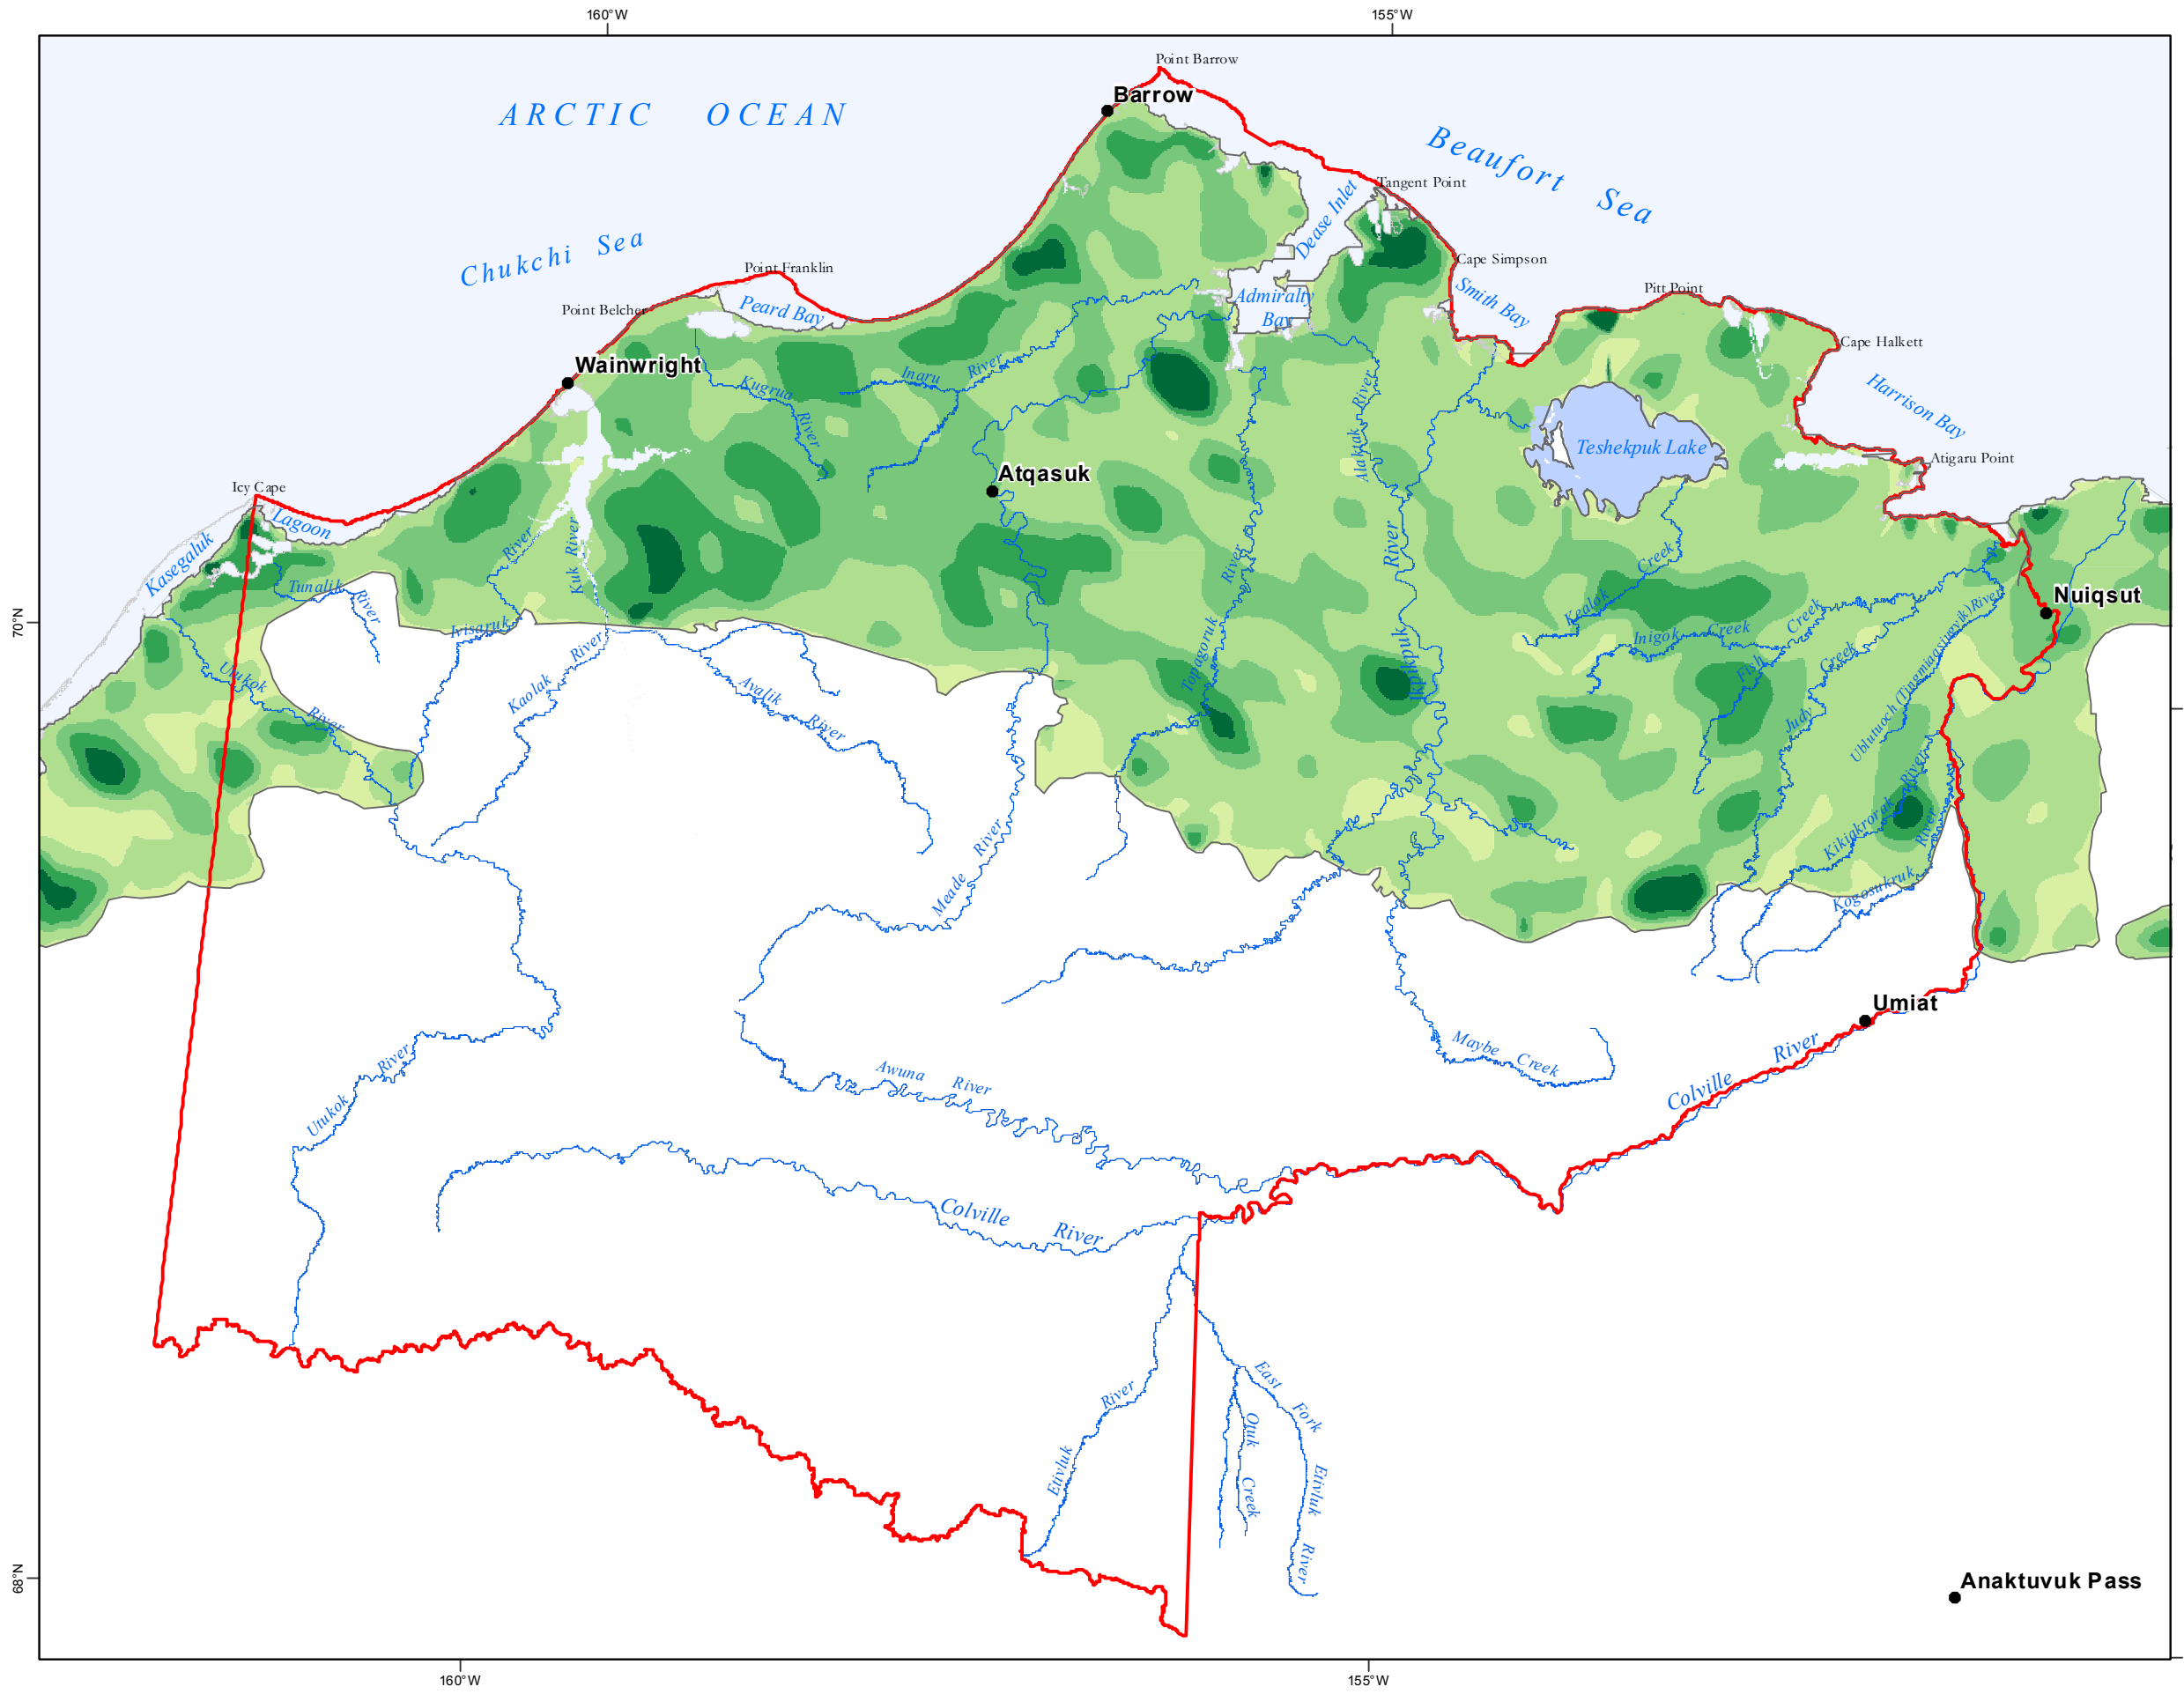 160°W
155°W
Point Barrow
Barrow
ARCTIC OCEAN
Beaufort Sea
Tangent Point
Dease Inlet
Chukchi Sea
Cape Simpson
Point Franklin
Smith Bay
Pitt Point
Admiralty
Bay
Point Belcher
Peard Bay
Cape Halkett
Wainwright
Inaru River
Kugrua River
Harrison Bay
Alaktak River
Teshekpuk Lake
Atigaru Point
Atqasuk
Icy Cape
Kasegaluk Lagoon
River
Kuk River
Tunalik River
Kealok Creek
Nuiqsut
70°N
Ivisaruk
River
Topagoruk River
Ikpikpuk River
Inigok Creek
Fish Creek
Judy Creek
Ublutuoch (Tingmiagsiugvik) River
Utukok River
Kaolak
Avalik River
Kikiakrorak River
Kogosukruk River
Meade River
Umiat
Maybe Creek
Colville River
Awuna River
Utukok River
Colville River
East Fork Etivluk River
Otuk Creek
Etivluk River
68°N
Anaktuvuk Pass
160°W
155°W